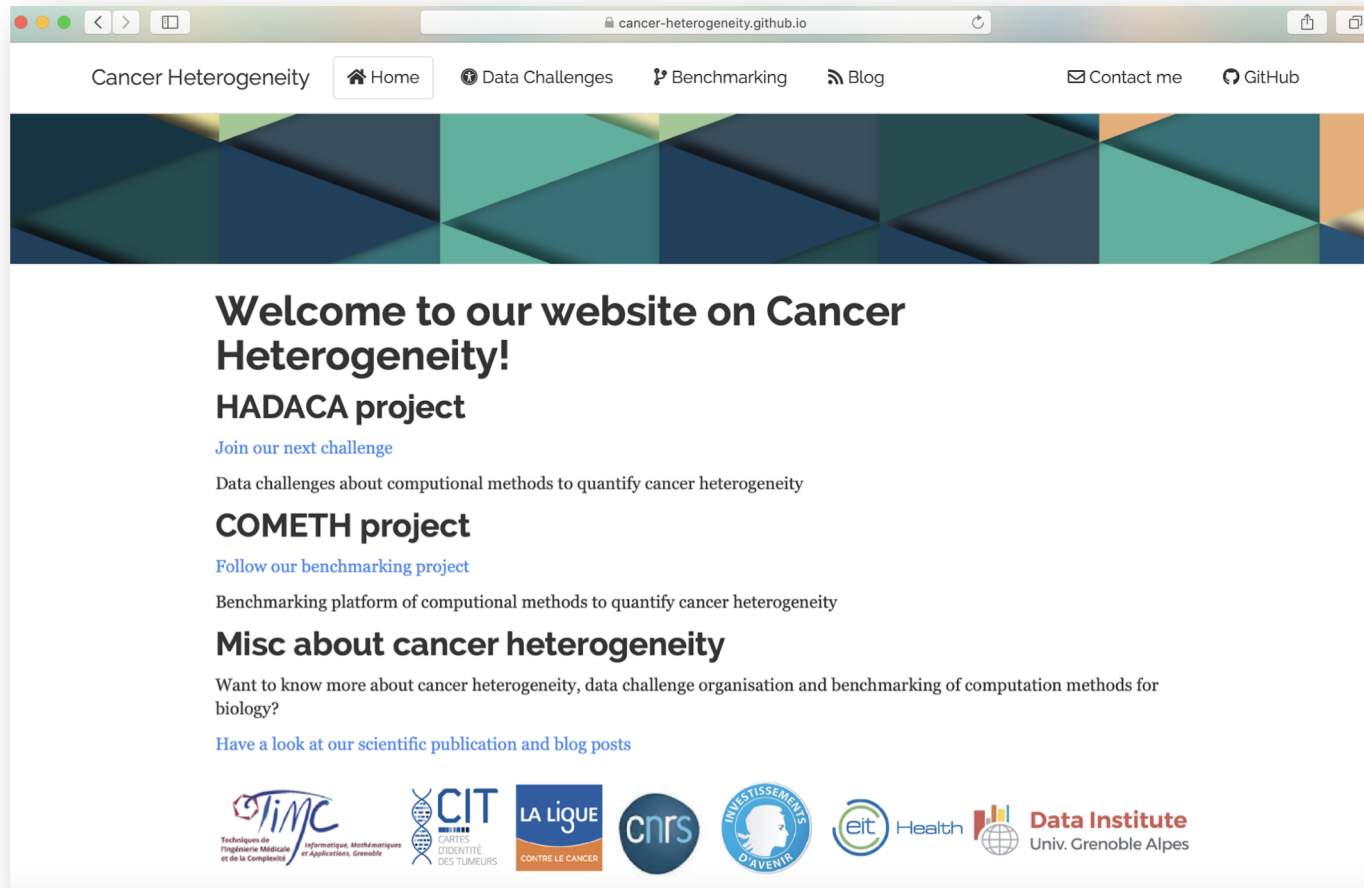 cancer-heterogeneity.github.io
Cancer Heterogeneity Home Data Challenges Benchmarking Blog Contact me GitHub
Welcome to our website on Cancer
Heterogeneity!
HADACA project
Join our next challenge
Data challenges about computional methods to quantify cancer heterogeneity
COMETH project
Follow our benchmarking project
Benchmarking platform of computional methods to quantify cancer heterogeneity
Misc about cancer heterogeneity
Want to know more about cancer heterogeneity, data challenge organisation and benchmarking of computation methods for
biology?
Have a look at our scientific publication and blog posts
TiMC
Techniques de
l'Ingénierie Médicale
et de la Complexité
Informatique, Mathématiques
et Applications, Grenoble
CIT
CARTES
D'IDENTITÉ
DES TUMEURS
LA LIGUE
CONTRE LE CANCER
cnrs
INVESTISSEMENTS
D'AVENIR
eit Health
Data Institute
Univ. Grenoble Alpes